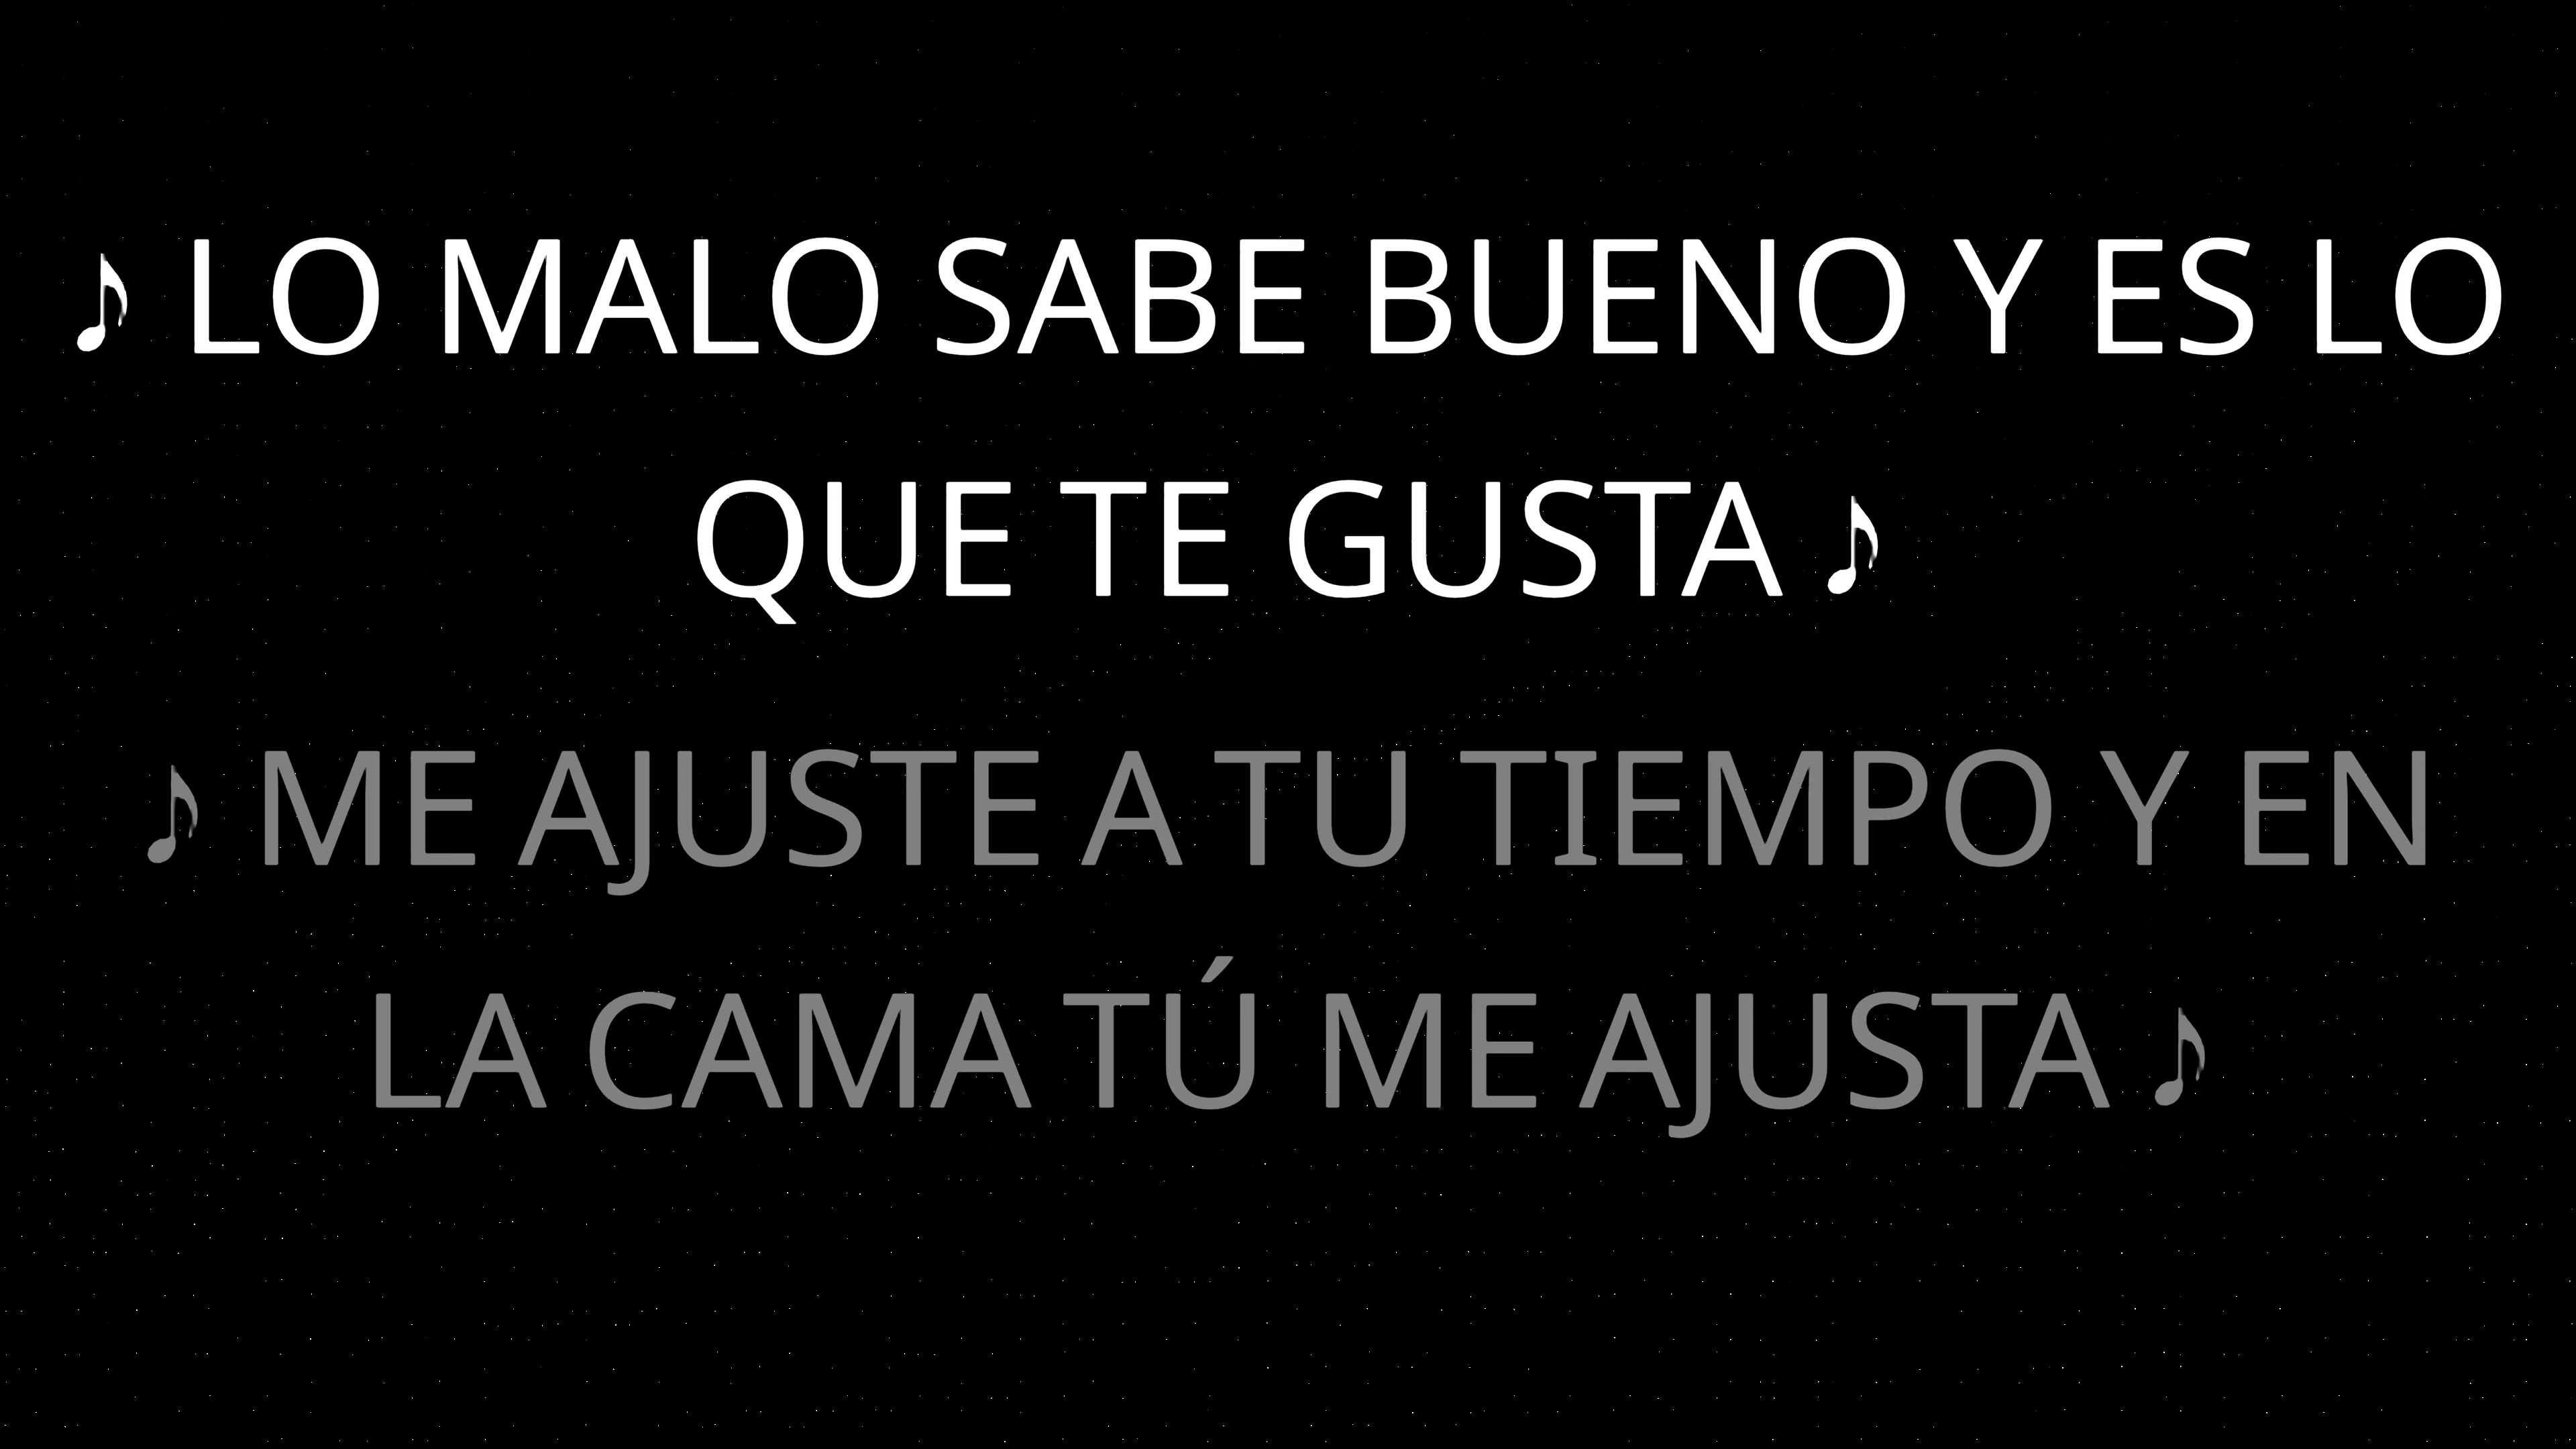 ♪ LO MALO SABE BUENO Y ES LO
QUE TE GUSTA ♪
♪ ME AJUSTE A TU TIEMPO Y EN
LA CAMA TÚ ME AJUSTA ♪